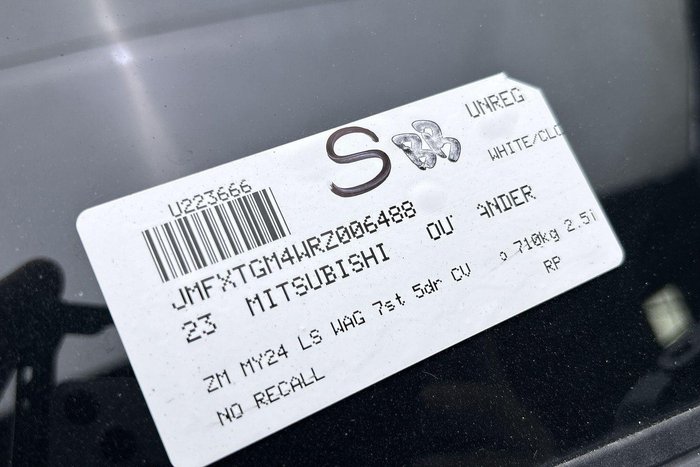 S UNREG
WHITE/CLO
U223666
JMFXTGM4WRZ006488
23 MITSUBISHI OU ANDER
ZM MY24 LS WAG 7st 5dr CV 710kg 2.5i
NO RECALL RP